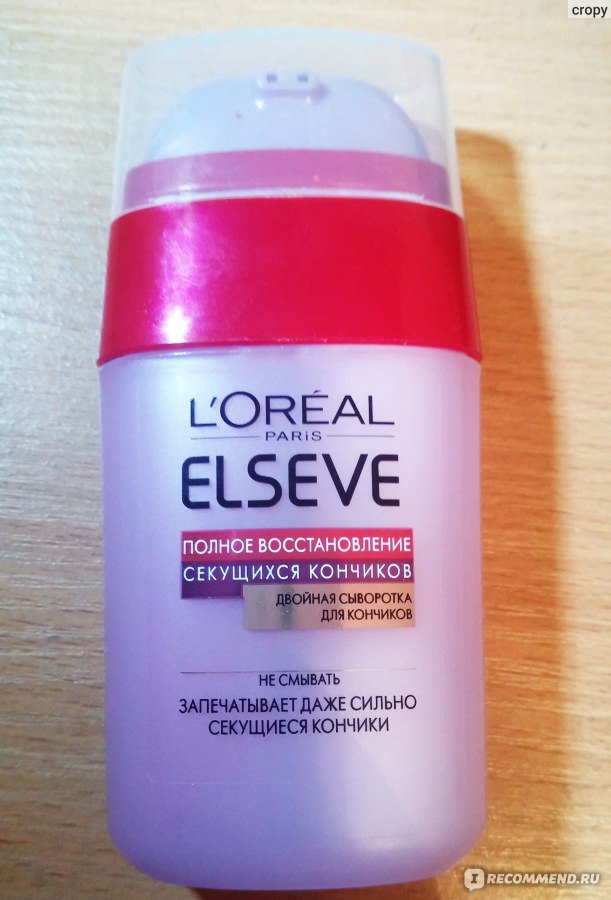 cropy
L'ORÉAL
PARIS
ELSEVE
ПОЛНОЕ ВОССТАНОВЛЕНИЕ
СЕКУЩИХСЯ КОНЧИКОВ
ДВОЙНАЯ СЫВОРОТКА
ДЛЯ КОНЧИКОВ
НЕ СМЫВАТЬ
ЗАПЕЧАТЫВАЕТ ДАЖЕ СИЛЬНО
СЕКУЩИЕСЯ КОНЧИКИ
I RECOMMEND.RU